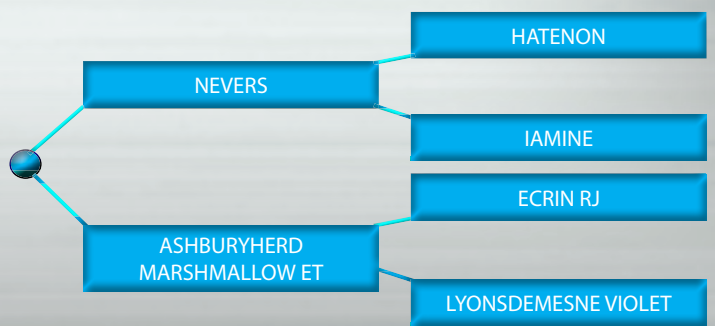 HATENON
NEVERS
IAMINE
ECRIN RJ
ASHBURYHERD
MARSHMALLOW ET
LYONSDEMESNE VIOLET